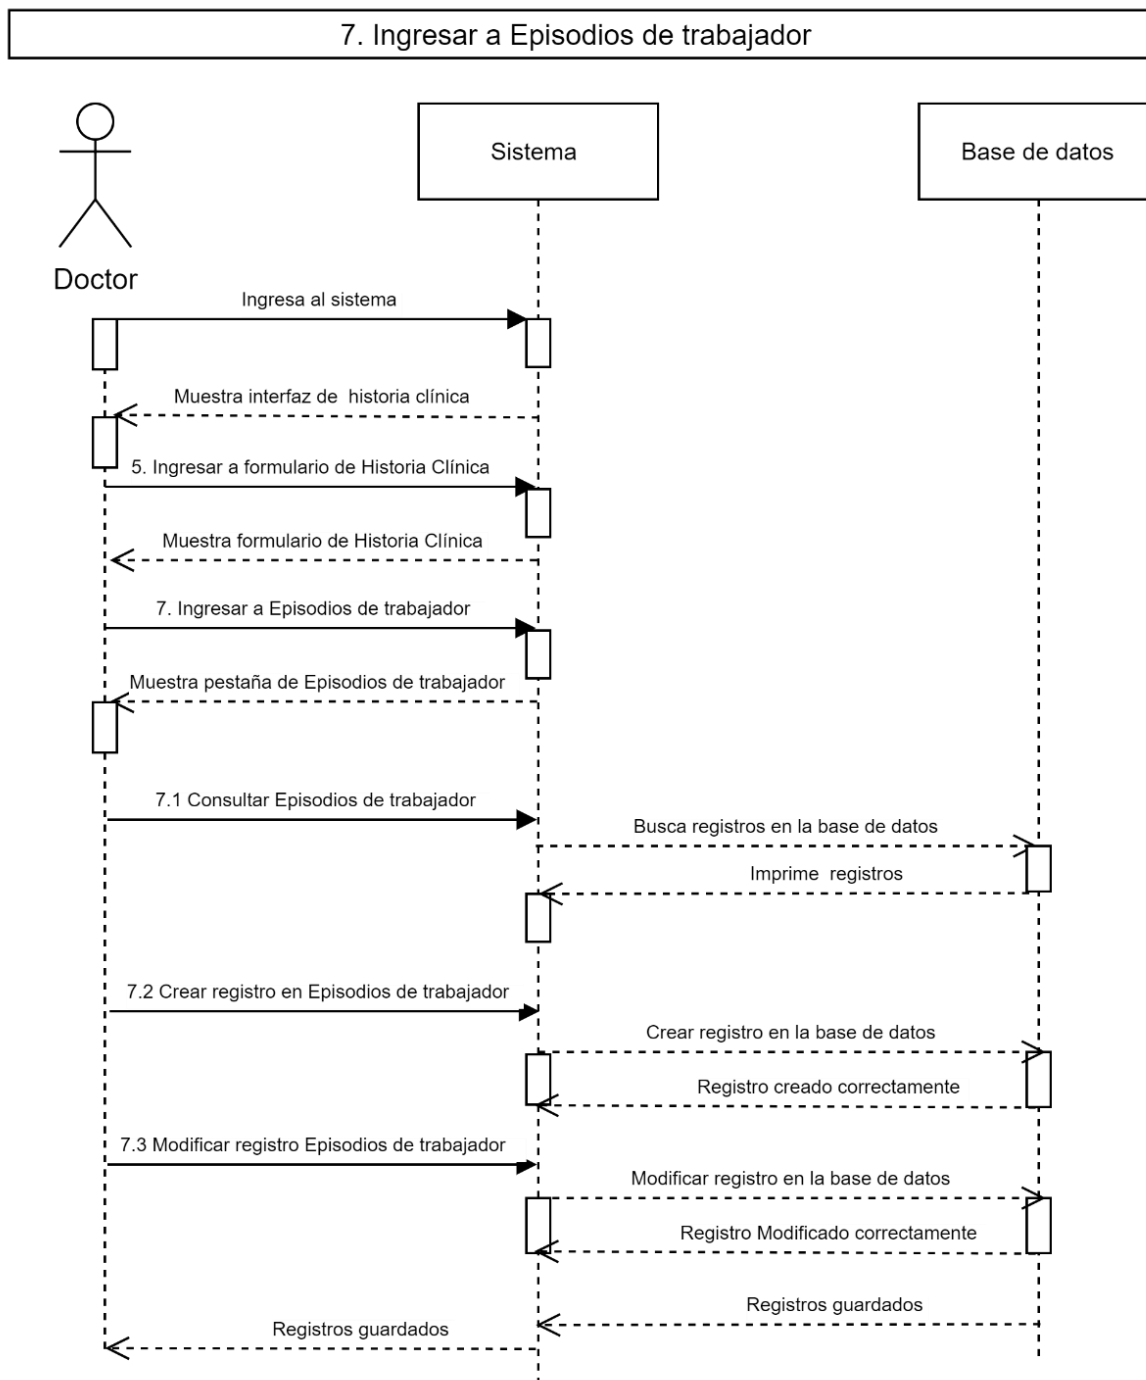 7. Ingresar a Episodios de trabajador
Sistema
Base de datos
Doctor
Ingresa al sistema
Muestra interfaz de historia clínica
5. Ingresar a formulario de Historia Clínica
Muestra formulario de Historia Clínica
7. Ingresar a Episodios de trabajador
Muestra pestaña de Episodios de trabajador
7.1 Consultar Episodios de trabajador
Busca registros en la base de datos
Imprime registros
7.2 Crear registro en Episodios de trabajador
Crear registro en la base de datos
Registro creado correctamente
7.3 Modificar registro Episodios de trabajador
Modificar registro en la base de datos
Registro Modificado correctamente
Registros guardados
Registros guardados